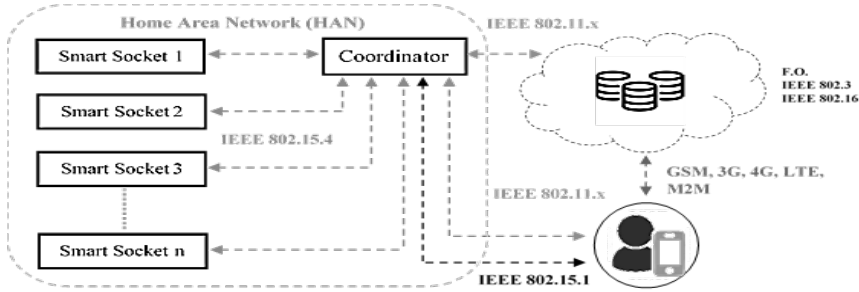 Home Area Network (HAN)
IEEE 802.11.x
Smart Socket 1
Coordinator
F.O.
IEEE 802.3
IEEE 802.16
Smart Socket 2
IEEE 802.15.4
Smart Socket 3
GSM, 3G, 4G, LTE,
M2M
IEEE 802.11.x
Smart Socket n
IEEE 802.15.1